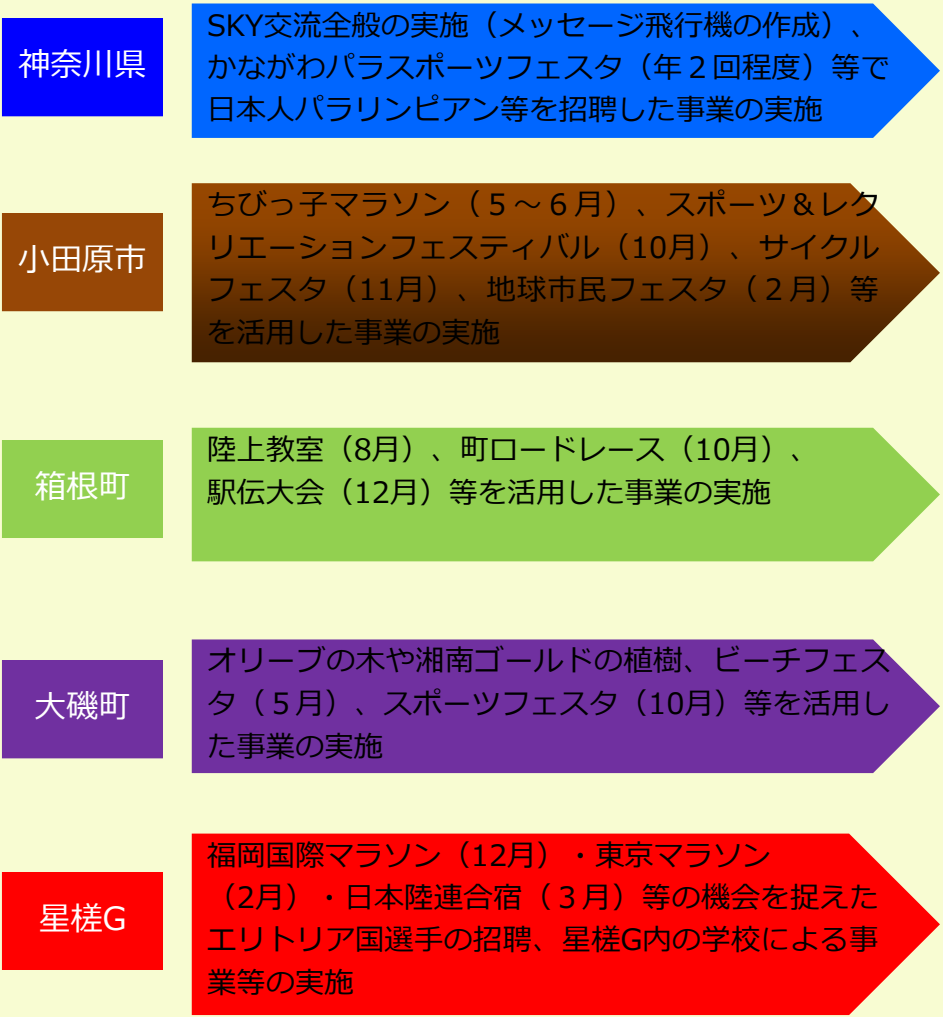 神奈川県
SKY交流全般の実施（メッセージ飛行機の作成）、
かながわパラスポーツフェスタ（年２回程度）等で
日本人パラリンピアン等を招聘した事業の実施
小田原市
ちびっ子マラソン（５～６月）、スポーツ＆レク
リエーションフェスティバル（10月）、サイクル
フェスタ（11月）、地球市民フェスタ（２月）等
を活用した事業の実施
箱根町
陸上教室（8月）、町ロードレース（10月）、
駅伝大会（12月）等を活用した事業の実施
大磯町
オリーブの木や湘南ゴールドの植樹、ビーチフェス
タ（５月）、スポーツフェスタ（10月）等を活用し
た事業の実施
星槎G
福岡国際マラソン（12月）・東京マラソン
（2月）・日本陸連合宿（３月）等の機会を捉えた
エリトリア国選手の招聘、星槎G内の学校による事
業等の実施